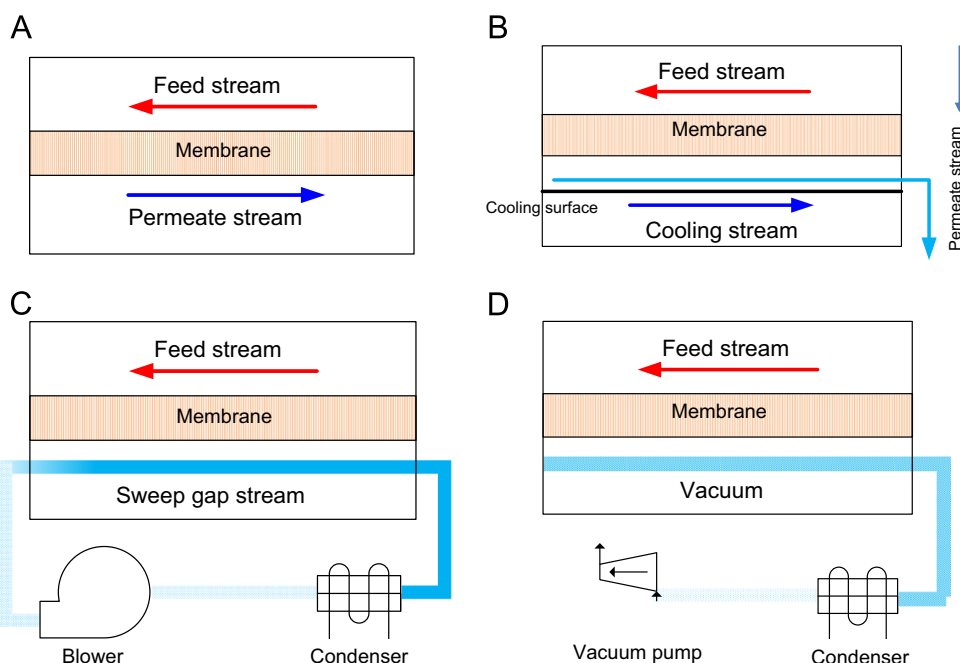 A
Feed stream
Membrane
Permeate stream
B
Feed stream
Membrane
Cooling surface
Cooling stream
Permeate stream
C
Feed stream
Membrane
Sweep gap stream
Blower
Condenser
D
Feed stream
Membrane
Vacuum
Vacuum pump
Condenser